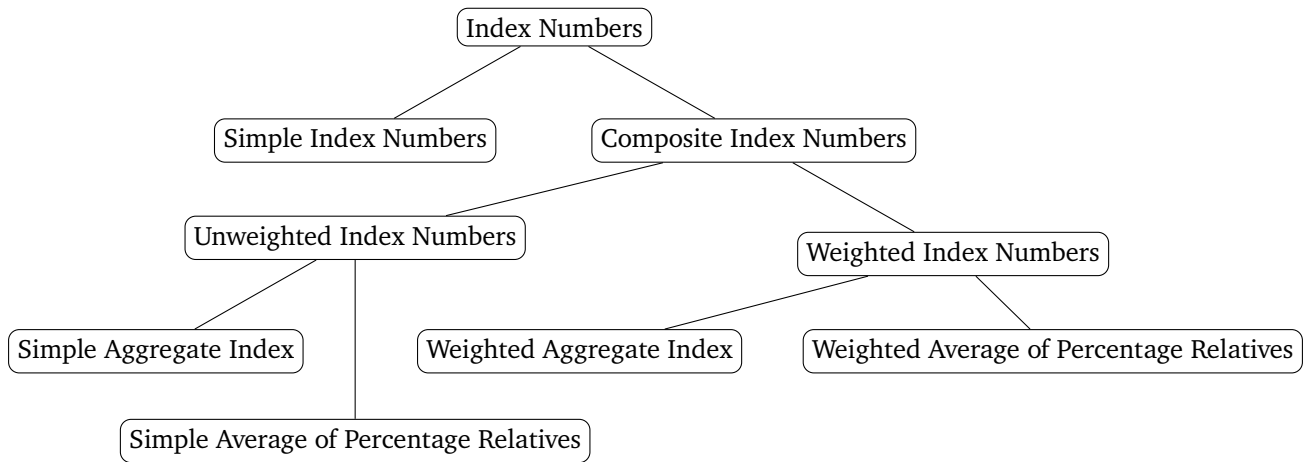 Index Numbers
Simple Index Numbers
Composite Index Numbers
Unweighted Index Numbers
Weighted Index Numbers
Simple Aggregate Index
Weighted Aggregate Index
Weighted Average of Percentage Relatives
Simple Average of Percentage Relatives